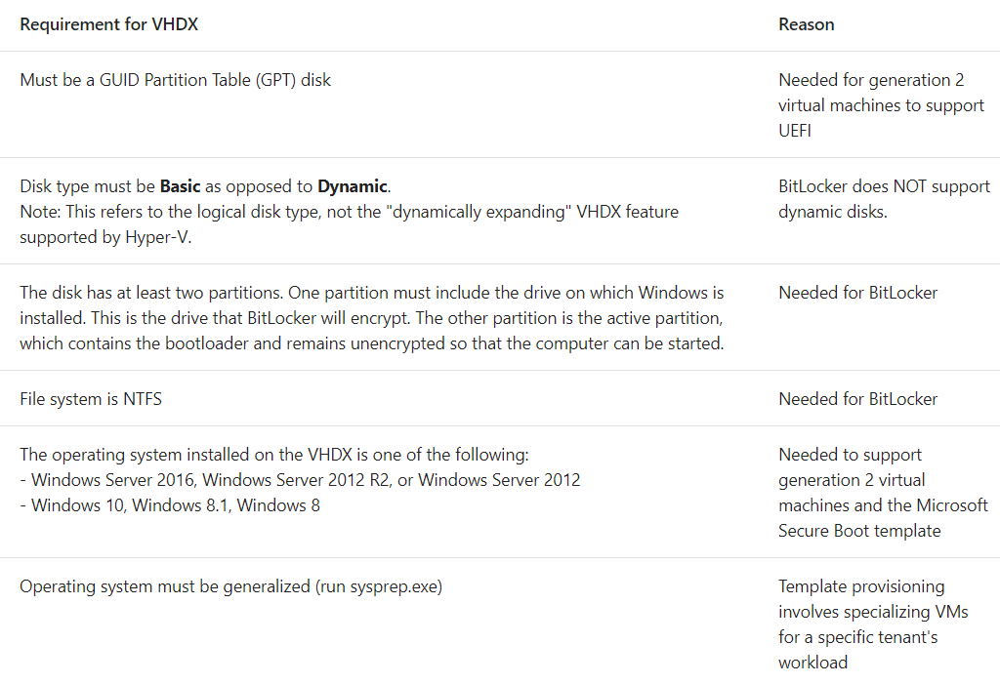 Requirement for VHDX
Reason
Must be a GUID Partition Table (GPT) disk
Needed for generation 2
virtual machines to support
UEFI
Disk type must be Basic as opposed to Dynamic.
Note: This refers to the logical disk type, not the "dynamically expanding" VHDX feature
supported by Hyper-V.
BitLocker does NOT support
dynamic disks.
The disk has at least two partitions. One partition must include the drive on which Windows is
installed. This is the drive that BitLocker will encrypt. The other partition is the active partition,
which contains the bootloader and remains unencrypted so that the computer can be started.
Needed for BitLocker
File system is NTFS
Needed for BitLocker
The operating system installed on the VHDX is one of the following:
- Windows Server 2016, Windows Server 2012 R2, or Windows Server 2012
- Windows 10, Windows 8.1, Windows 8
Needed to support
generation 2 virtual
machines and the Microsoft
Secure Boot template
Operating system must be generalized (run sysprep.exe)
Template provisioning
involves specializing VMs
for a specific tenant's
workload